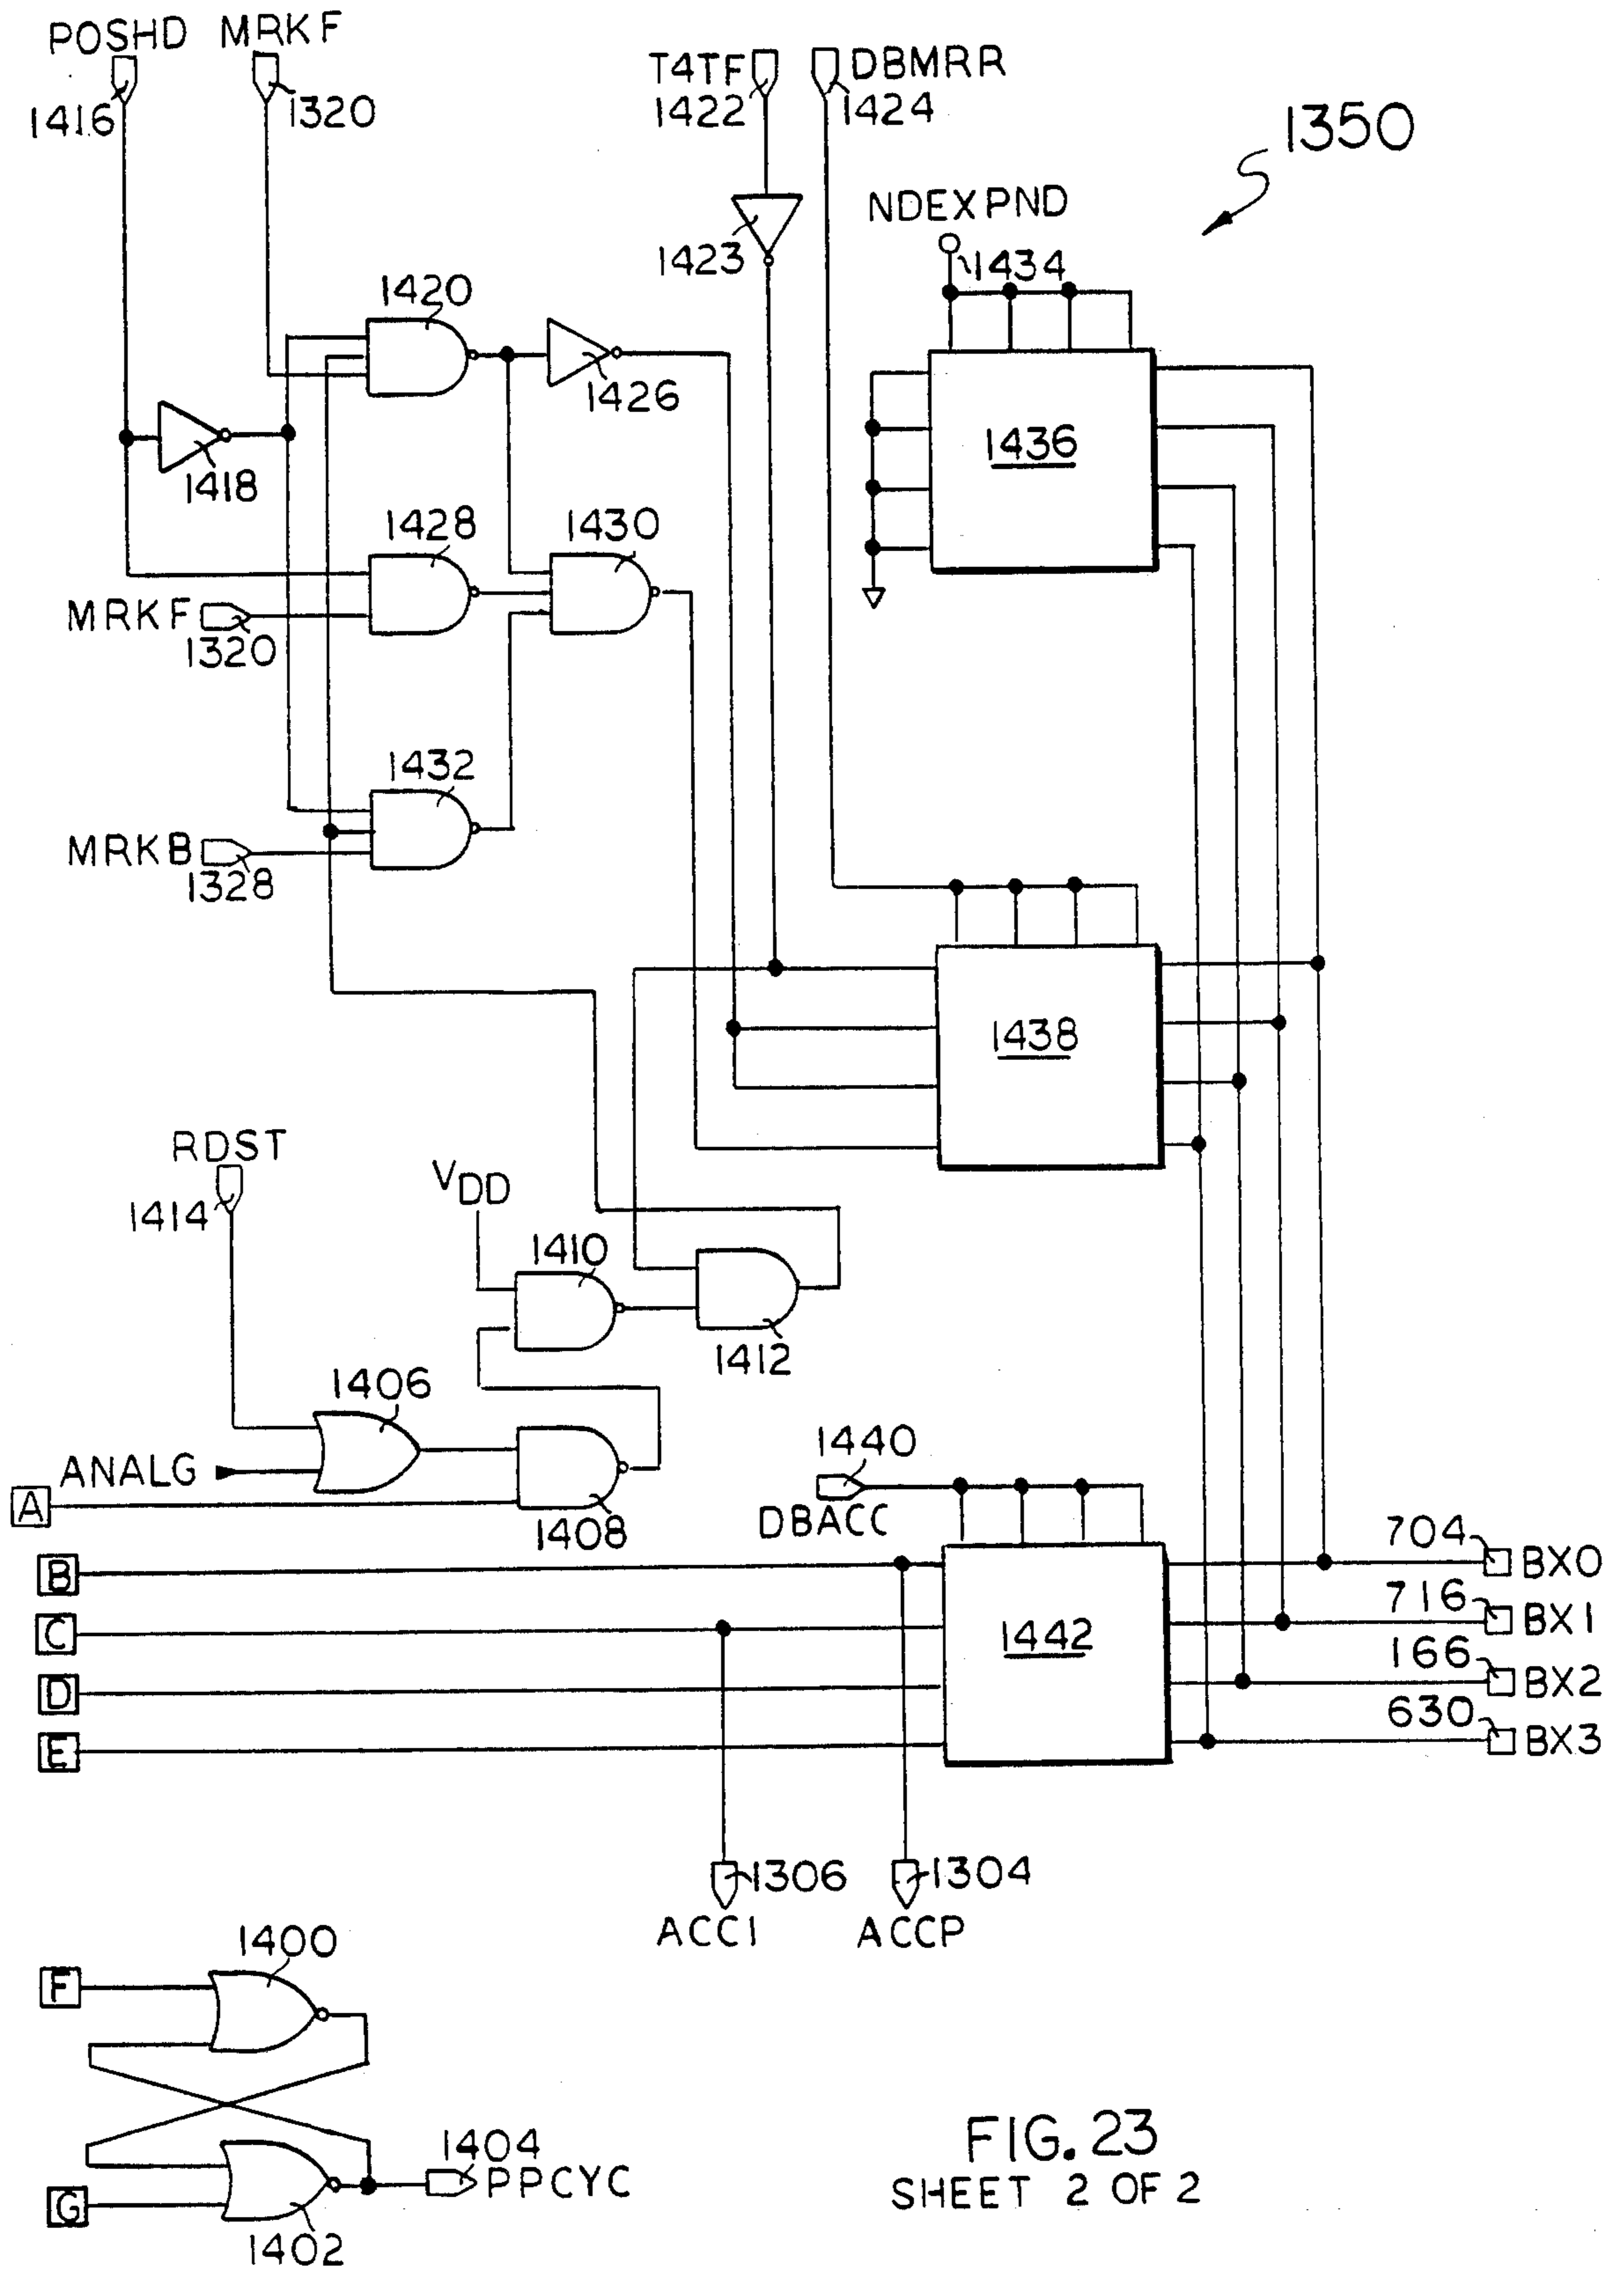 POSHD MRKF
1416
1320
T4TF
1422
DBMRR
1424
1350
1423
NDEXPND
1434
1420
1426
1436
1418
1428
1430
MRKF
1320
1432
MRKB
1328
1438
RDST
1414
VDD
1410
1412
1406
ANALG
A
1408
1440
DBACC
B
C
D
E
1442
704
BX0
716
BX1
166
BX2
630
BX3
1306
ACCI
1304
ACCP
F
1400
G
1402
1404
PPCYC
FIG. 23
SHEET 2 OF 2